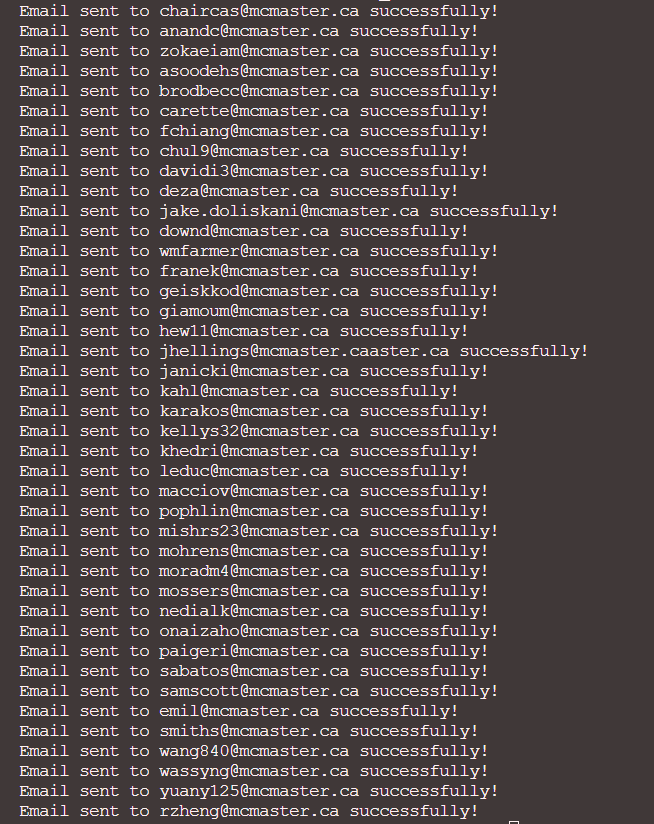 Email sent to chaircas@mcmaster.ca successfully!
Email sent to anandc@mcmaster.ca successfully!
Email sent to zokaeiam@mcmaster.ca successfully!
Email sent to asoodehs@mcmaster.ca successfully!
Email sent to brodbecc@mcmaster.ca successfully!
Email sent to carette@mcmaster.ca successfully!
Email sent to fchiang@mcmaster.ca successfully!
Email sent to chul9@mcmaster.ca successfully!
Email sent to davidi3@mcmaster.ca successfully!
Email sent to deza@mcmaster.ca successfully!
Email sent to jake.doliskani@mcmaster.ca successfully!
Email sent to downd@mcmaster.ca successfully!
Email sent to wmfarmer@mcmaster.ca successfully!
Email sent to franek@mcmaster.ca successfully!
Email sent to geiskkod@mcmaster.ca successfully!
Email sent to giamoum@mcmaster.ca successfully!
Email sent to hew11@mcmaster.ca successfully!
Email sent to jhellings@mcmaster.caaster.ca successfully!
Email sent to janicki@mcmaster.ca successfully!
Email sent to kahl@mcmaster.ca successfully!
Email sent to karakos@mcmaster.ca successfully!
Email sent to kellys32@mcmaster.ca successfully!
Email sent to khedri@mcmaster.ca successfully!
Email sent to leduc@mcmaster.ca successfully!
Email sent to macciov@mcmaster.ca successfully!
Email sent to pophlin@mcmaster.ca successfully!
Email sent to mishrs23@mcmaster.ca successfully!
Email sent to mohrens@mcmaster.ca successfully!
Email sent to moradm4@mcmaster.ca successfully!
Email sent to mossers@mcmaster.ca successfully!
Email sent to nedialk@mcmaster.ca successfully!
Email sent to onaizaho@mcmaster.ca successfully!
Email sent to paigeri@mcmaster.ca successfully!
Email sent to sabatos@mcmaster.ca successfully!
Email sent to samscott@mcmaster.ca successfully!
Email sent to emil@mcmaster.ca successfully!
Email sent to smiths@mcmaster.ca successfully!
Email sent to wang840@mcmaster.ca successfully!
Email sent to wassyng@mcmaster.ca successfully!
Email sent to yuany125@mcmaster.ca successfully!
Email sent to rzheng@mcmaster.ca successfully!